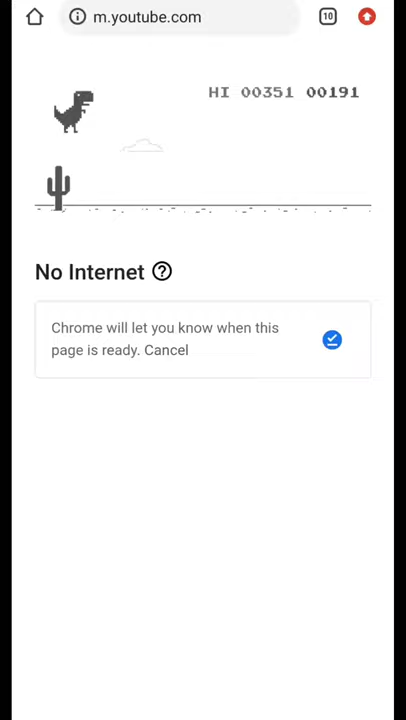 m.youtube.com
10
HI 00351 00191
No Internet
Chrome will let you know when this
page is ready. Cancel